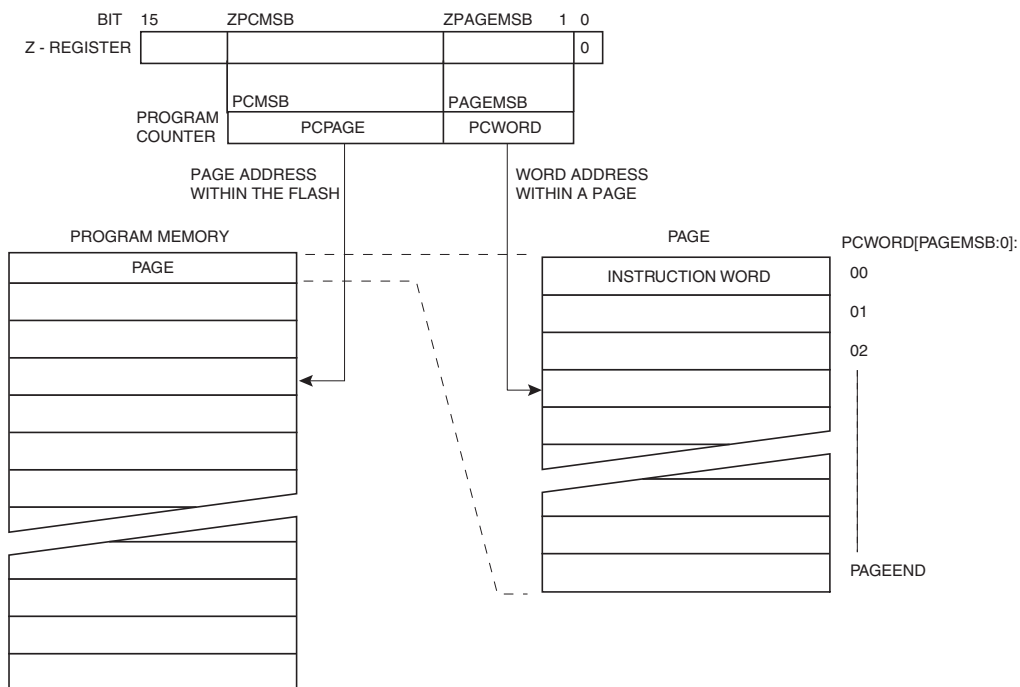 BIT 15 ZPCMSB ZPAGEMSB 1 0
Z - REGISTER 0
PCMSB PAGEMSB
PROGRAM
COUNTER
PCPAGE PCWORD
PAGE ADDRESS
WITHIN THE FLASH
WORD ADDRESS
WITHIN A PAGE
PROGRAM MEMORY
PAGE
PAGE
PCWORD[PAGEMSB:0]:
INSTRUCTION WORD
00
01
02
PAGEEND